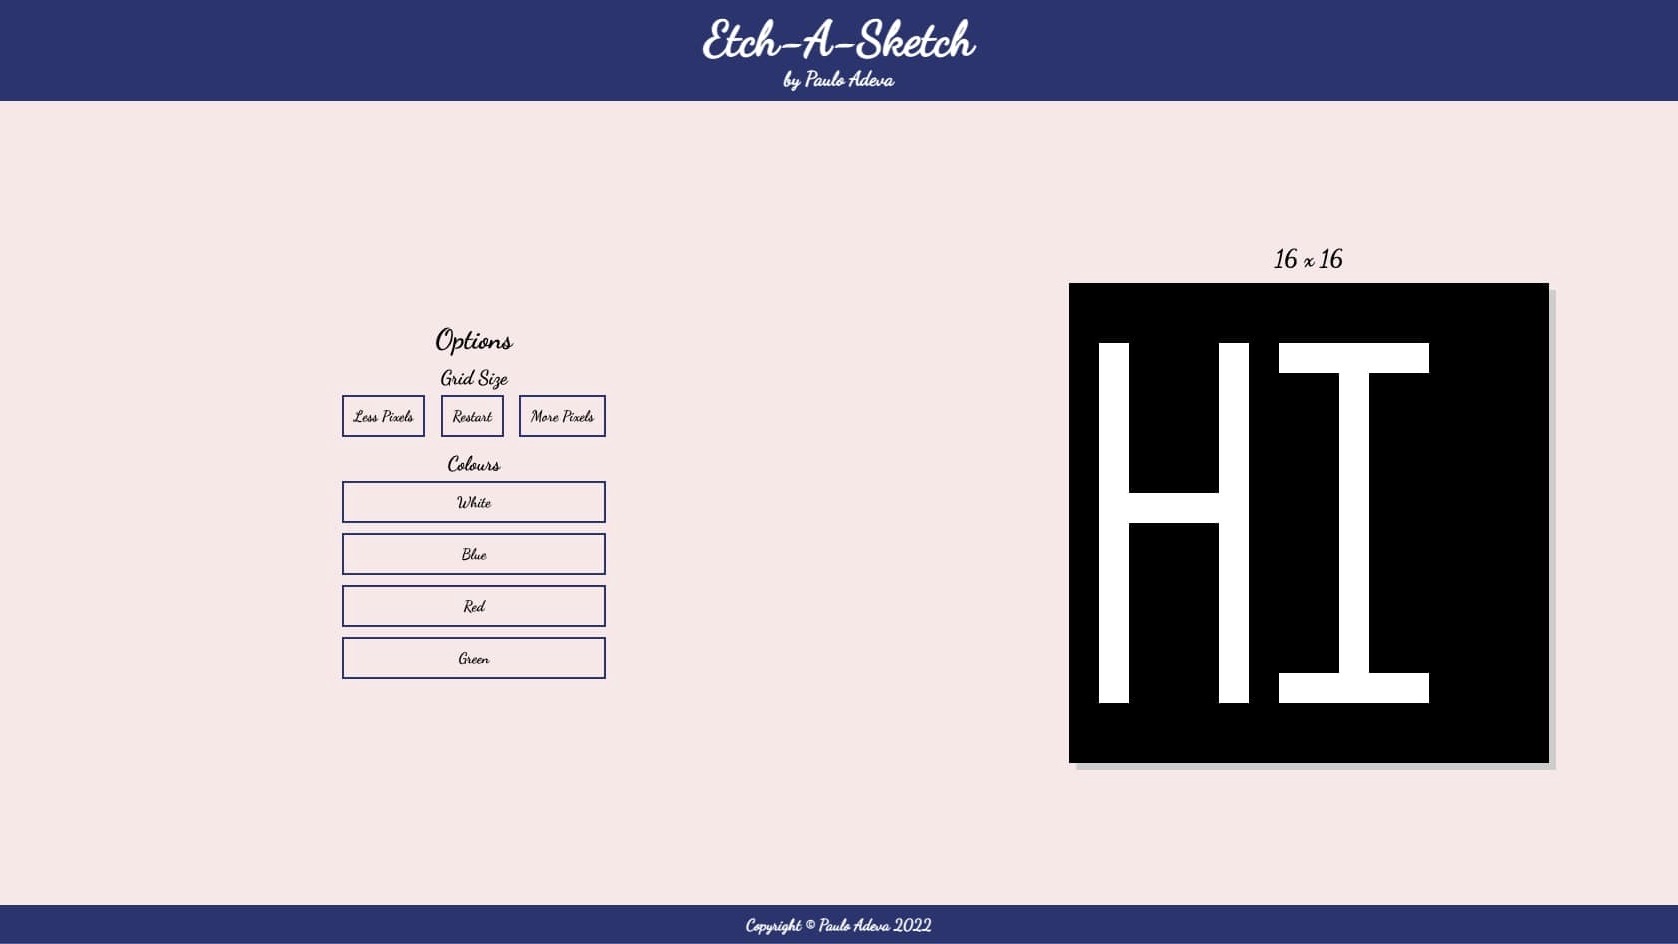 Etch-A-Sketch
by Paulo Adeva
16 x 16
Options
Grid Size
Less Pixels
Restart
More Pixels
Colours
White
Blue
Red
Green
HI
Copyright © Paulo Adeva 2022